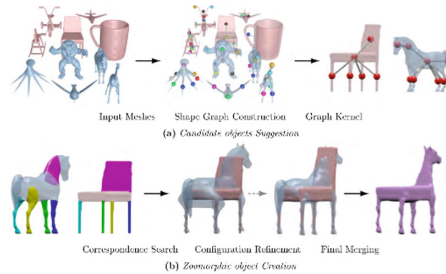 Input Meshes Shape Graph Construction Graph Kernel
(a) Candidate objects Suggestion
Correspondence Search Configuration Refinement Final Merging
(b) Zoomorphic object Creation